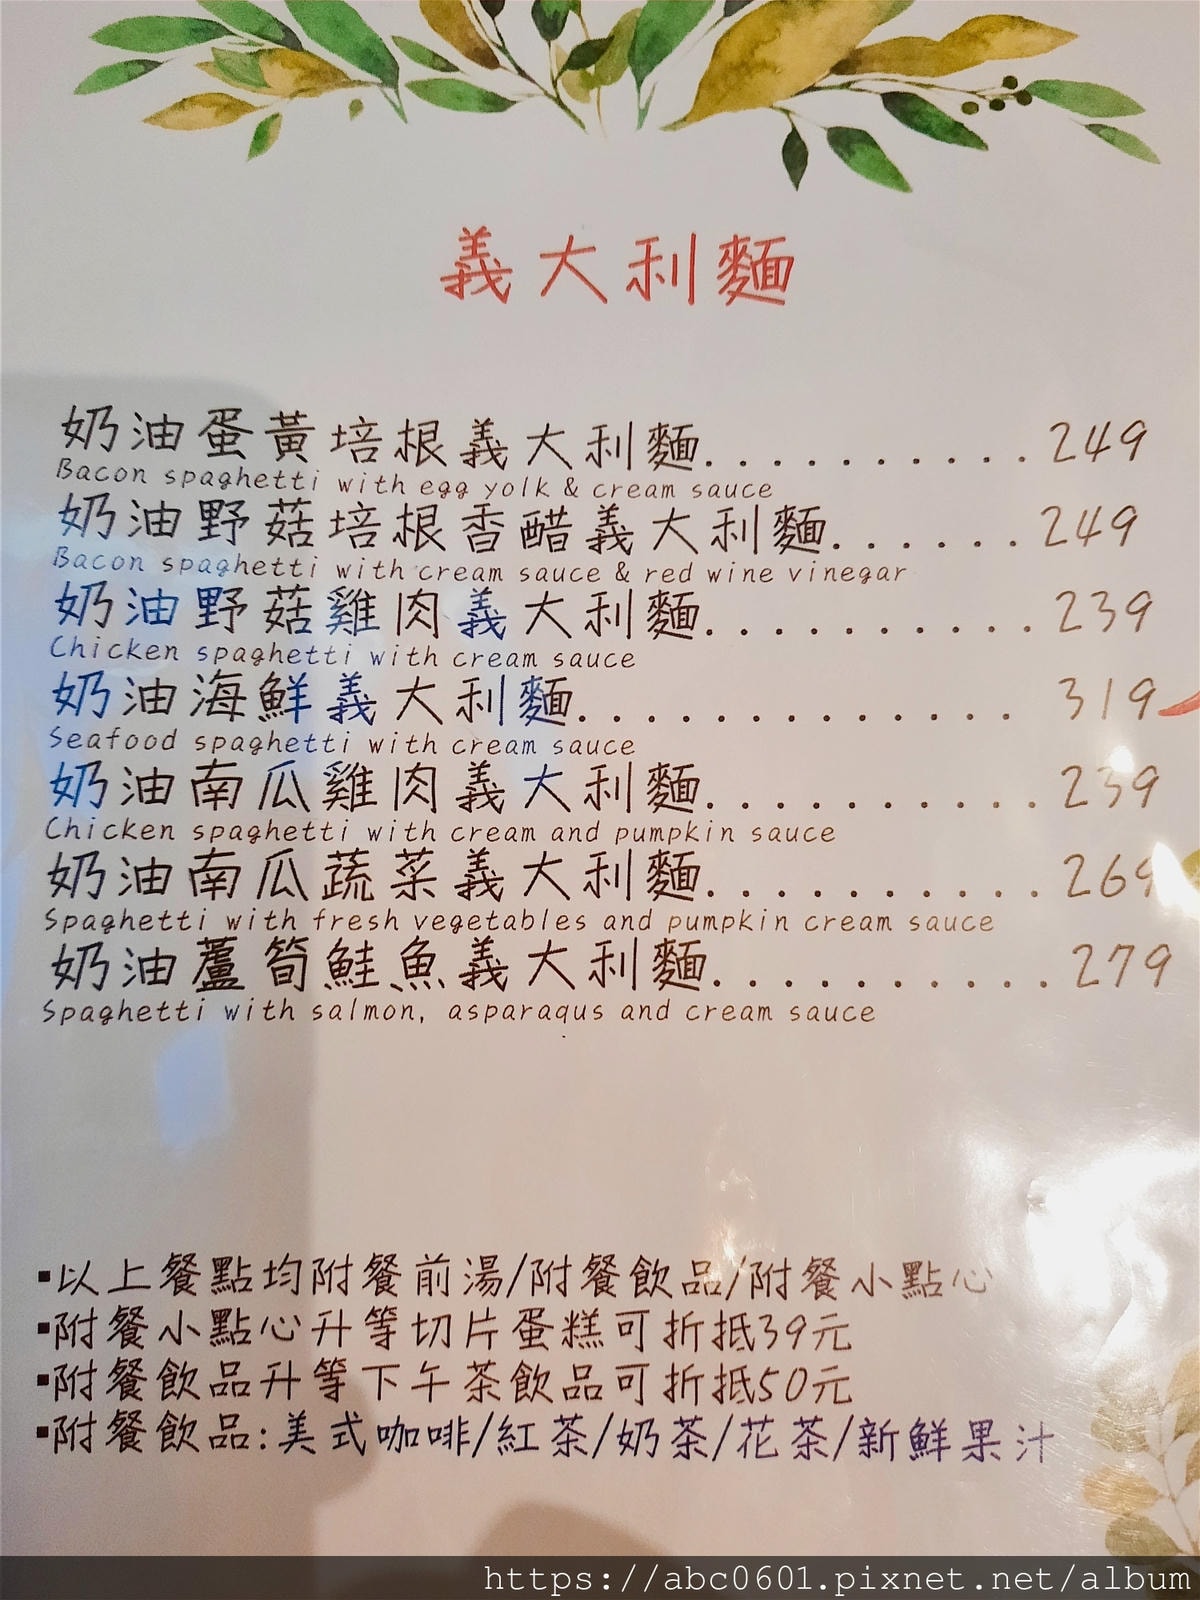 義大利麵
奶油蛋黃培根義大利麵............249
Bacon spaghetti with egg yolk & cream sauce
奶油野菇培根香醋義大利麵.......249
Bacon spaghetti with cream sauce & red wine vinegar
奶油野菇雞肉義大利麵............239
Chicken spaghetti with cream sauce
奶油海鮮義大利麵..............319
Seafood spaghetti with cream sauce
奶油南瓜雞肉義大利麵............239
Chicken spaghetti with cream and pumpkin sauce
奶油南瓜蔬菜義大利麵............269
Spaghetti with fresh vegetables and pumpkin cream sauce
奶油蘆筍鮭魚義大利麵............279
Spaghetti with salmon, asparagus and cream sauce
▪以上餐點均附餐前湯/附餐飲品/附餐小點心
▪附餐小點心升等切片蛋糕可折抵39元
▪附餐飲品升等下午茶飲品可折抵50元
▪附餐飲品:美式咖啡/紅茶/奶茶/花茶/新鮮果汁
https://abc0601.pixnet.net/album